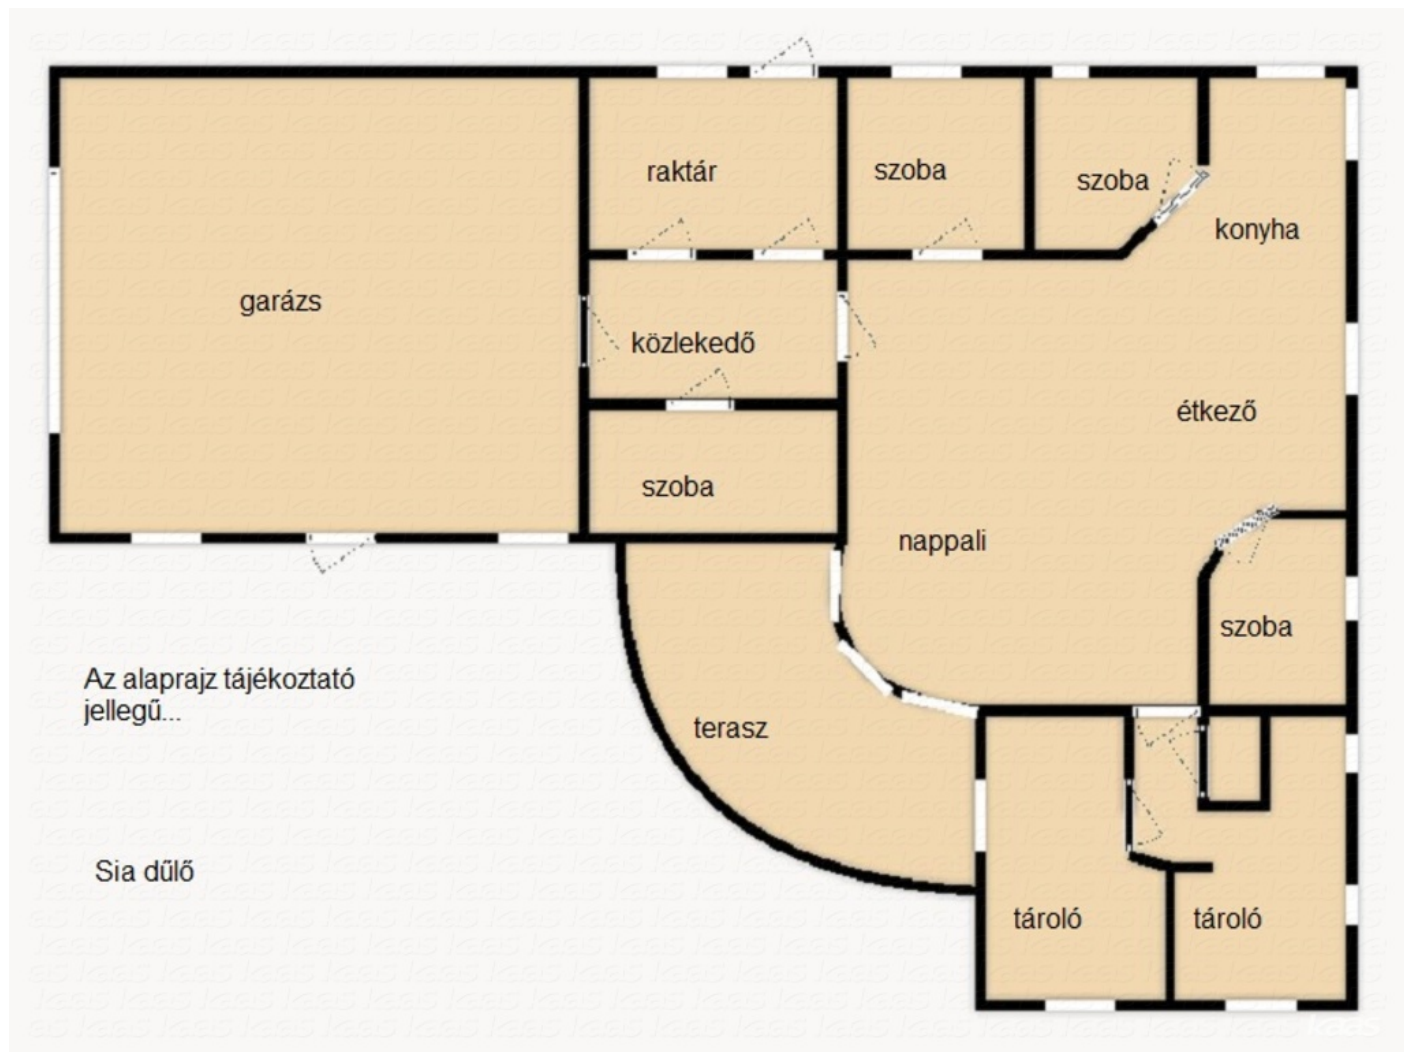 raktár
szoba
szoba
konyha
garázs
közlekedő
étkező
szoba
nappali
szoba
Az alaprajz tájékoztató
jellegű...
terasz
Sia dűlő
tároló
tároló